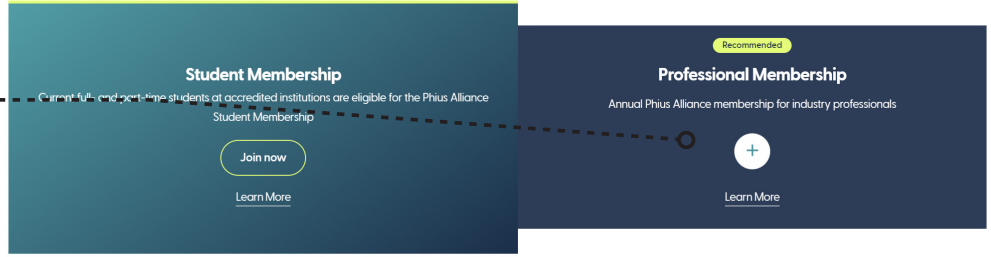 Student Membership
Current full- and part-time students at accredited institutions are eligible for the Phius Alliance
Student Membership
Join now
Learn More
Recommended
Professional Membership
Annual Phius Alliance membership for industry professionals
+
Learn More